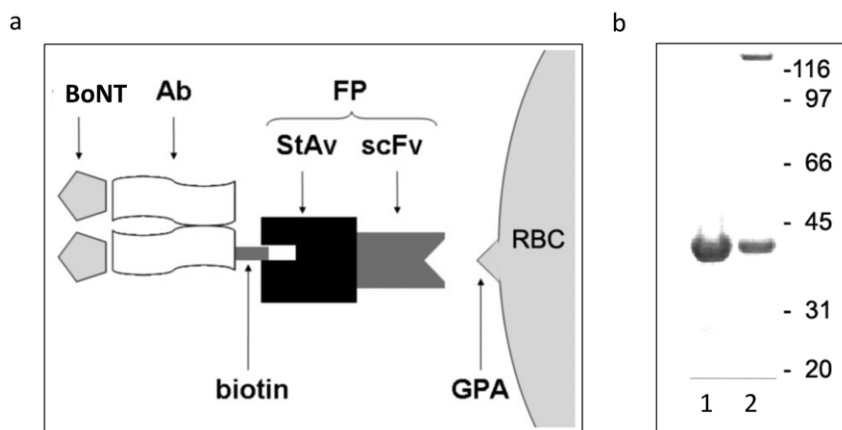 a
BoNT Ab FP
StAv scFv
RBC
biotin GPA
b
-116
- 97
- 66
- 45
- 31
- 20
1 2